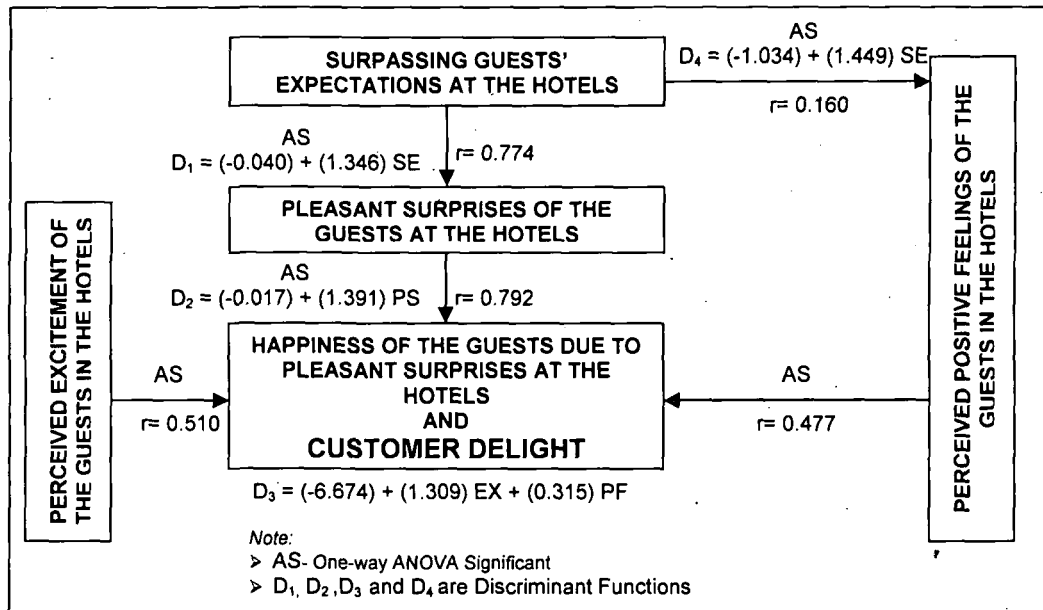 SURPASSING GUESTS'
EXPECTATIONS AT THE HOTELS
AS
D₄ = (-1.034) + (1.449) SE
r= 0.160
AS
D₁ = (-0.040) + (1.346) SE
r= 0.774
PLEASANT SURPRISES OF THE
GUESTS AT THE HOTELS
AS
D₂ = (-0.017) + (1.391) PS
r= 0.792
PERCEIVED EXCITEMENT OF
THE GUESTS IN THE HOTELS
AS
r= 0.510
HAPPINESS OF THE GUESTS DUE TO
PLEASANT SURPRISES AT THE
HOTELS
AND
CUSTOMER DELIGHT
AS
r= 0.477
PERCEIVED POSITIVE FEELINGS OF THE
GUESTS IN THE HOTELS
D₃ = (-6.674) + (1.309) EX + (0.315) PF
Note:
➢ AS- One-way ANOVA Significant
➢ D₁, D₂ ,D₃ and D₄ are Discriminant Functions